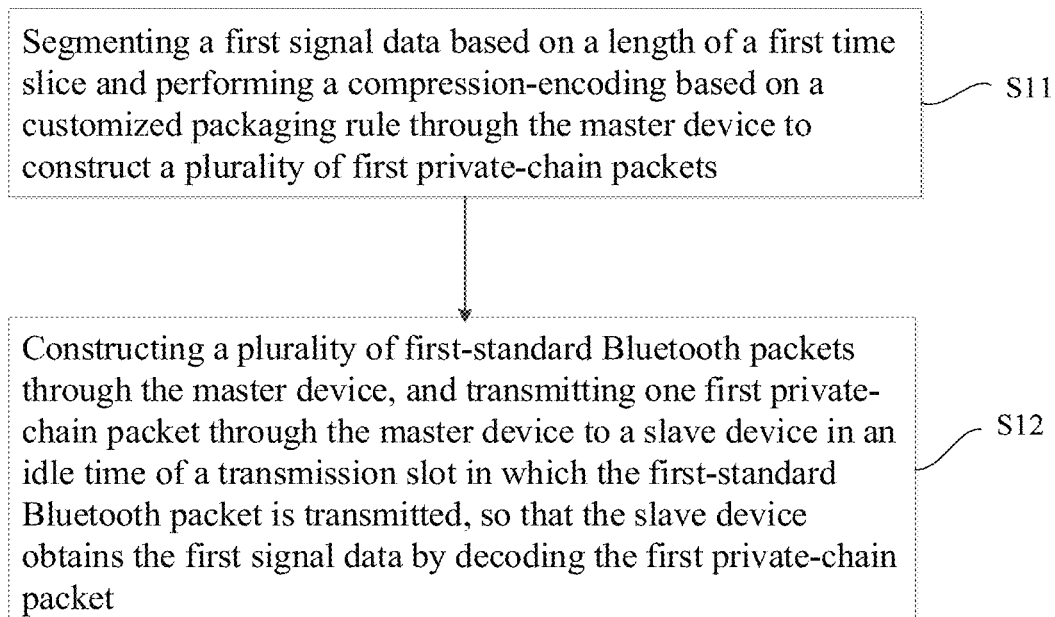 Segmenting a first signal data based on a length of a first time
slice and performing a compression-encoding based on a
customized packaging rule through the master device to
construct a plurality of first private-chain packets
S11
Constructing a plurality of first-standard Bluetooth packets
through the master device, and transmitting one first private-
chain packet through the master device to a slave device in an
idle time of a transmission slot in which the first-standard
Bluetooth packet is transmitted, so that the slave device
obtains the first signal data by decoding the first private-chain
packet
S12